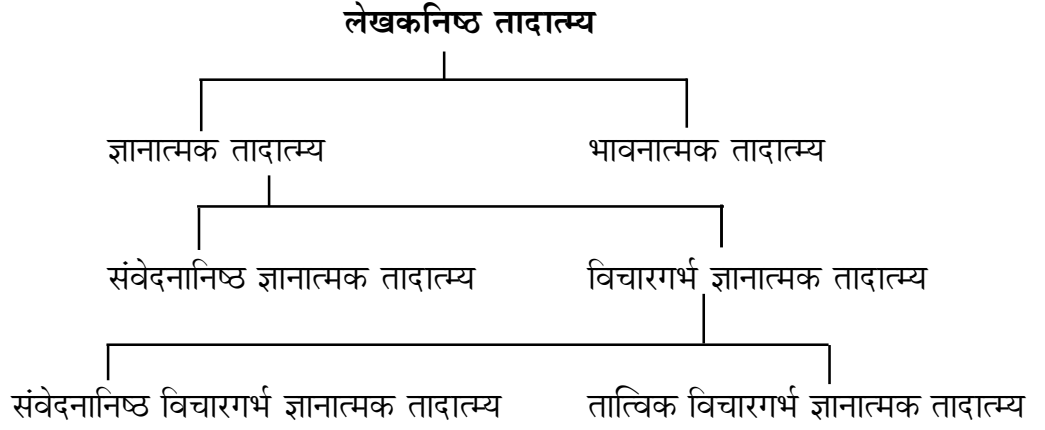 लेखकनिष्ठ तादात्म्य
ज्ञानात्मक तादात्म्य भावनात्मक तादात्म्य
संवेदनानिष्ठ ज्ञानात्मक तादात्म्य विचारगर्भ ज्ञानात्मक तादात्म्य
संवेदनानिष्ठ विचारगर्भ ज्ञानात्मक तादात्म्य तात्विक विचारगर्भ ज्ञानात्मक तादात्म्य